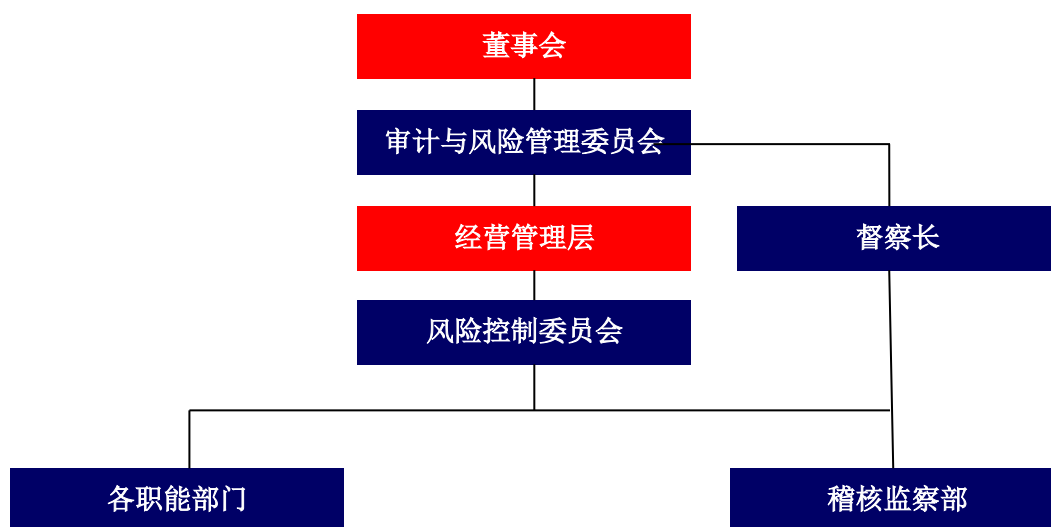 董事会
审计与风险管理委员会
经营管理层
督察长
风险控制委员会
各职能部门
稽核监察部